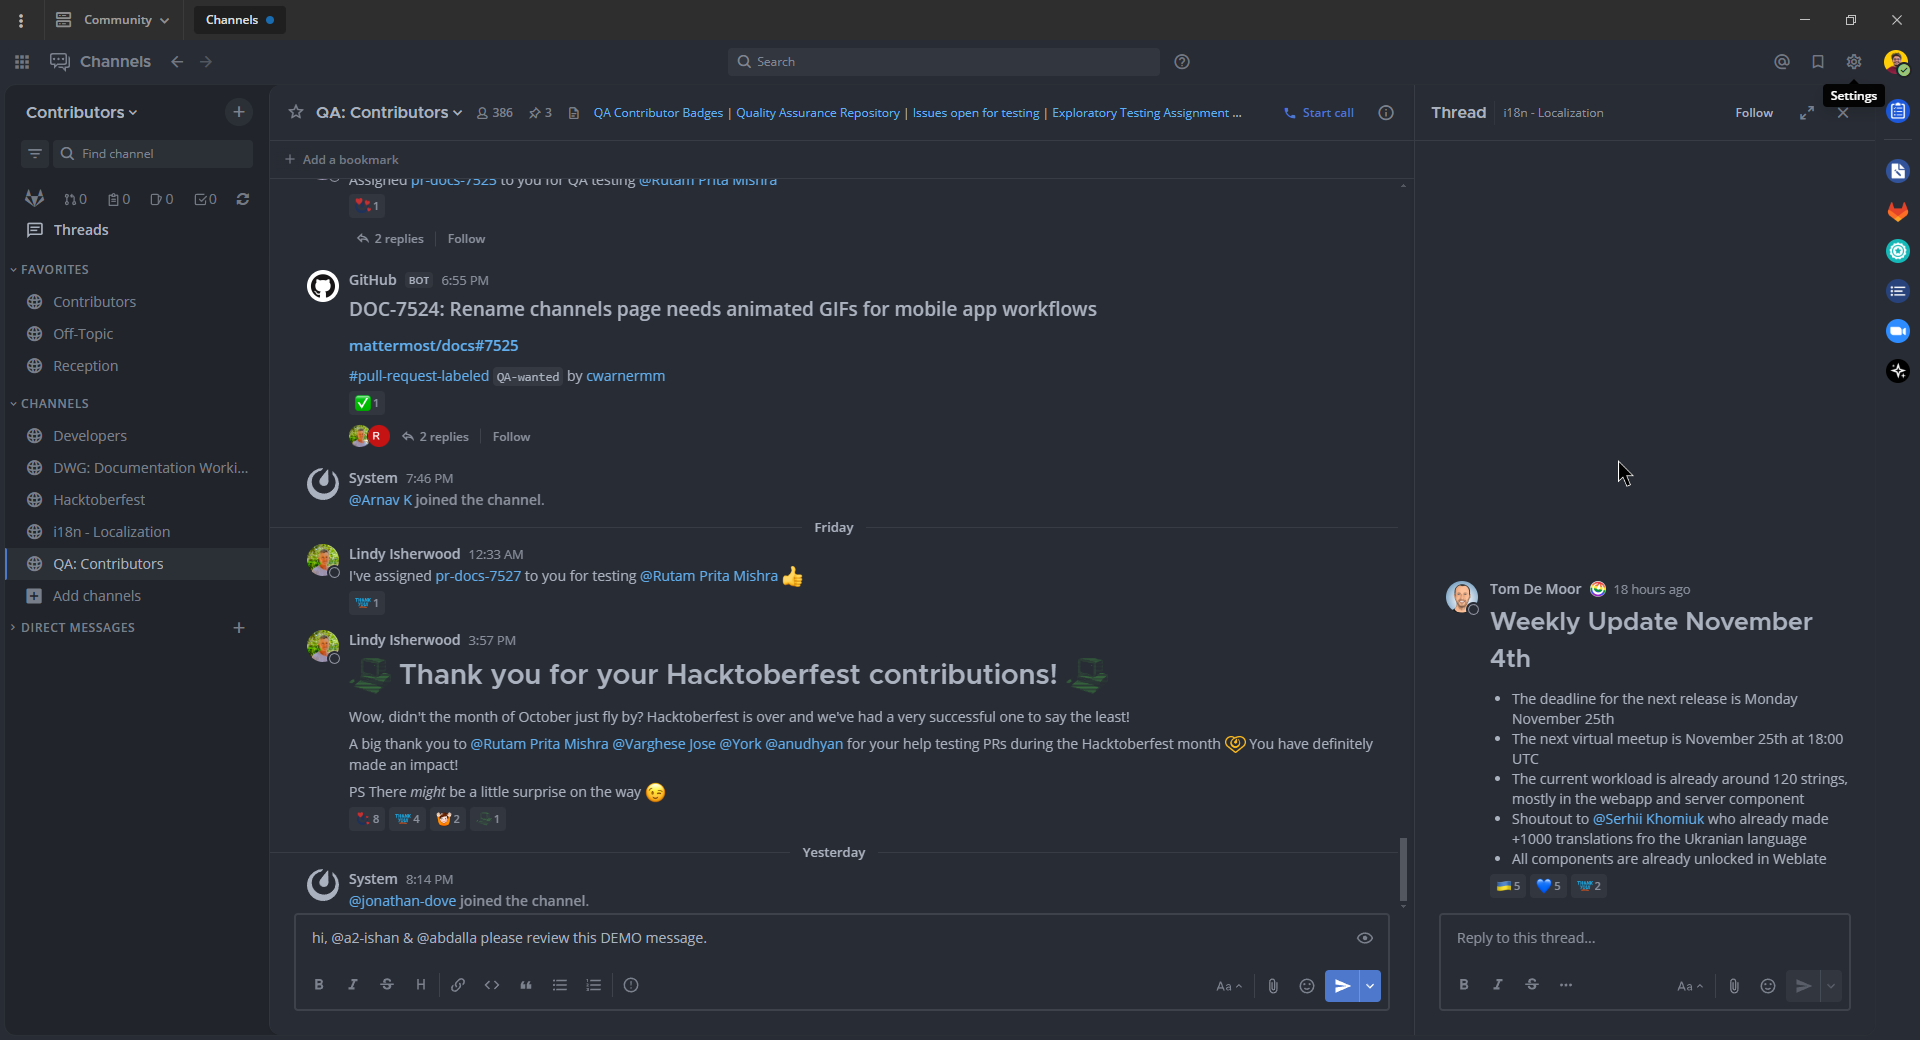 Community
Channels
Channels
Search
Settings
Contributors
Find channel
0 0 0 0
Threads
FAVORITES
Contributors
Off-Topic
Reception
CHANNELS
Developers
DWG: Documentation Worki...
Hacktoberfest
i18n - Localization
QA: Contributors
Add channels
DIRECT MESSAGES
QA: Contributors 386 3 QA Contributor Badges | Quality Assurance Repository | Issues open for testing | Exploratory Testing Assignment ... Start call
Add a bookmark
Assigned pr-docs-7525 to you for QA testing @Rutam Prita Mishra
1
2 replies Follow
GitHub BOT 6:55 PM
DOC-7524: Rename channels page needs animated GIFs for mobile app workflows
mattermost/docs#7525
#pull-request-labeled QA-wanted by cwarnermm
1
R 2 replies Follow
System 7:46 PM
@Arnav K joined the channel.
Friday
Lindy Isherwood 12:33 AM
I've assigned pr-docs-7527 to you for testing @Rutam Prita Mishra
THANK YOU 1
Lindy Isherwood 3:57 PM
Thank you for your Hacktoberfest contributions!
Wow, didn't the month of October just fly by? Hacktoberfest is over and we've had a very successful one to say the least!
A big thank you to @Rutam Prita Mishra @Varghese Jose @York @anudhyan for your help testing PRs during the Hacktoberfest month You have definitely
made an impact!
PS There might be a little surprise on the way
8 THANK YOU 4 2 1
Yesterday
System 8:14 PM
@jonathan-dove joined the channel.
hi, @a2-ishan & @abdalla please review this DEMO message.
B I S H Aa
Thread i18n - Localization Follow
Tom De Moor 18 hours ago
Weekly Update November
4th
The deadline for the next release is Monday
November 25th
The next virtual meetup is November 25th at 18:00
UTC
The current workload is already around 120 strings,
mostly in the webapp and server component
Shoutout to @Serhii Khomiuk who already made
+1000 translations fro the Ukranian language
All components are already unlocked in Weblate
5 5 THANK YOU 2
Reply to this thread...
B I S Aa